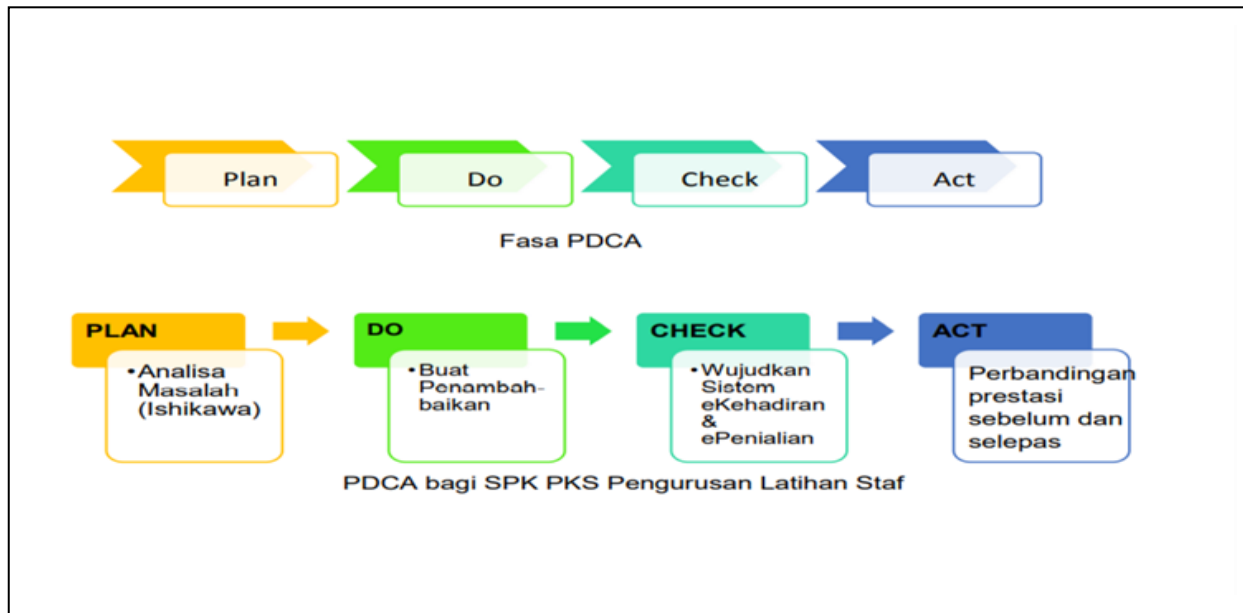 Plan
Do
Check
Act
Fasa PDCA
PLAN
•Analisa
Masalah
(Ishikawa)
DO
•Buat
Penambah-
baikan
CHECK
•Wujudkan
Sistem
eKehadiran
&
ePenialian
ACT
Perbandingan
prestasi
sebelum dan
selepas
PDCA bagi SPK PKS Pengurusan Latihan Staf